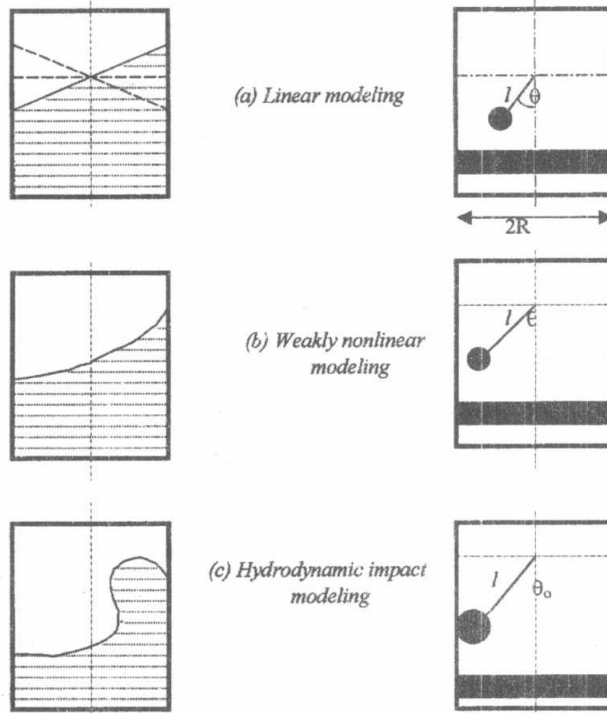 (a) Linear modeling
l
θ
2R
(b) Weakly nonlinear
modeling
l
(c) Hydrodynamic impact
modeling
l
θo